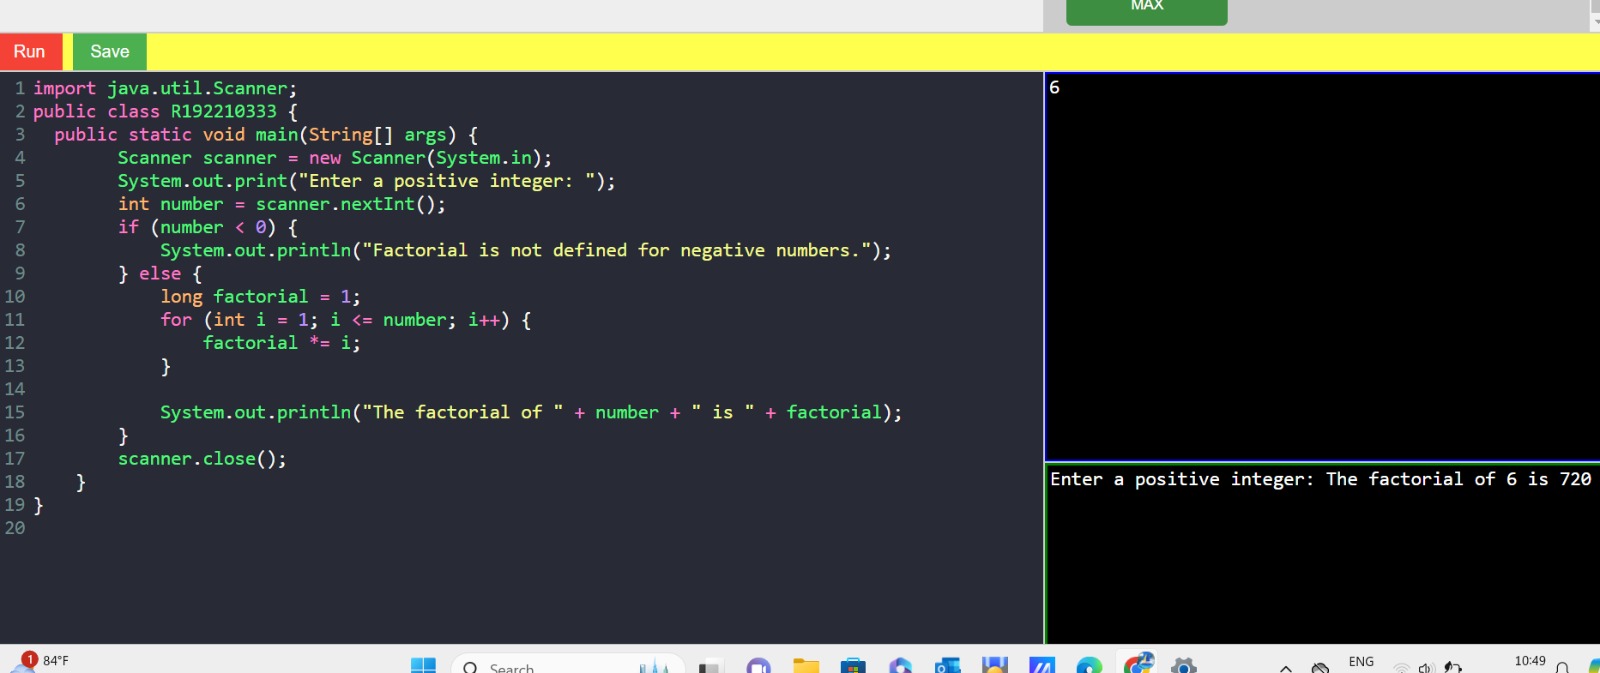 MAX
Run Save
1 import java.util.Scanner;
2 public class R192210333 {
3   public static void main(String[] args) {
4         Scanner scanner = new Scanner(System.in);
5         System.out.print("Enter a positive integer: ");
6         int number = scanner.nextInt();
7         if (number < 0) {
8             System.out.println("Factorial is not defined for negative numbers.");
9         } else {
10             long factorial = 1;
11             for (int i = 1; i <= number; i++) {
12                 factorial *= i;
13             }
14
15             System.out.println("The factorial of " + number + " is " + factorial);
16         }
17         scanner.close();
18     }
19 }
20
6
Enter a positive integer: The factorial of 6 is 720
1 84°F
Search
ENG
10:49